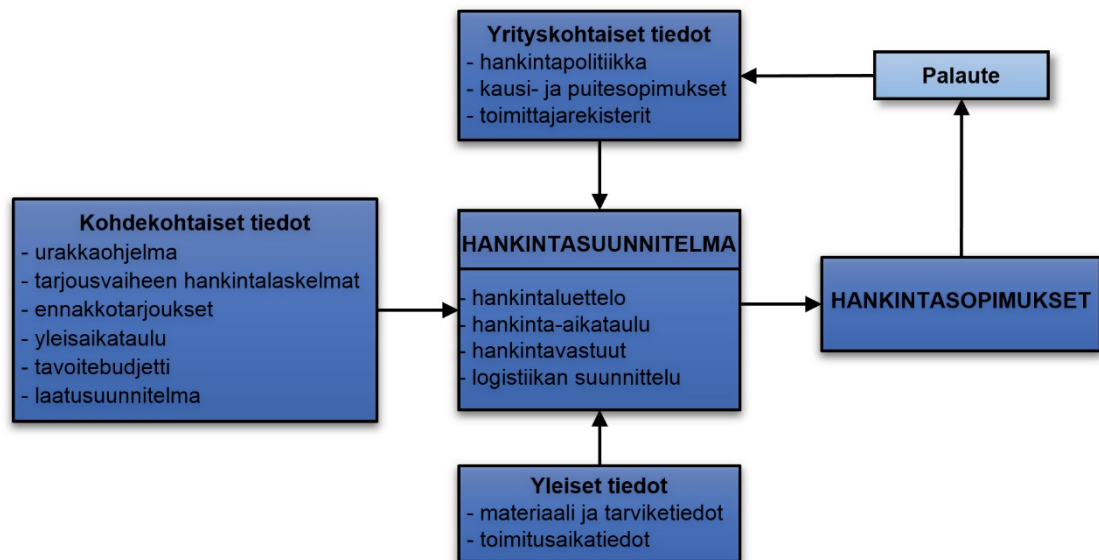 Yrityskohtaiset tiedot
- hankintapolitiikka
- kausi- ja puitesopimukset
- toimittajarekisterit
Palaute
Kohdekohtaiset tiedot
- urakkaohjelma
- tarjousvaiheen hankintalaskelmat
- ennakkotarjoukset
- yleisaikataulu
- tavoitebudjetti
- laatusuunnitelma
HANKINTASUUNNITELMA
- hankintaluettelo
- hankinta-aikataulu
- hankintavastuut
- logistiikan suunnittelu
HANKINTASOPIMUKSET
Yleiset tiedot
- materiaali ja tarviketiedot
- toimitusaikatiedot